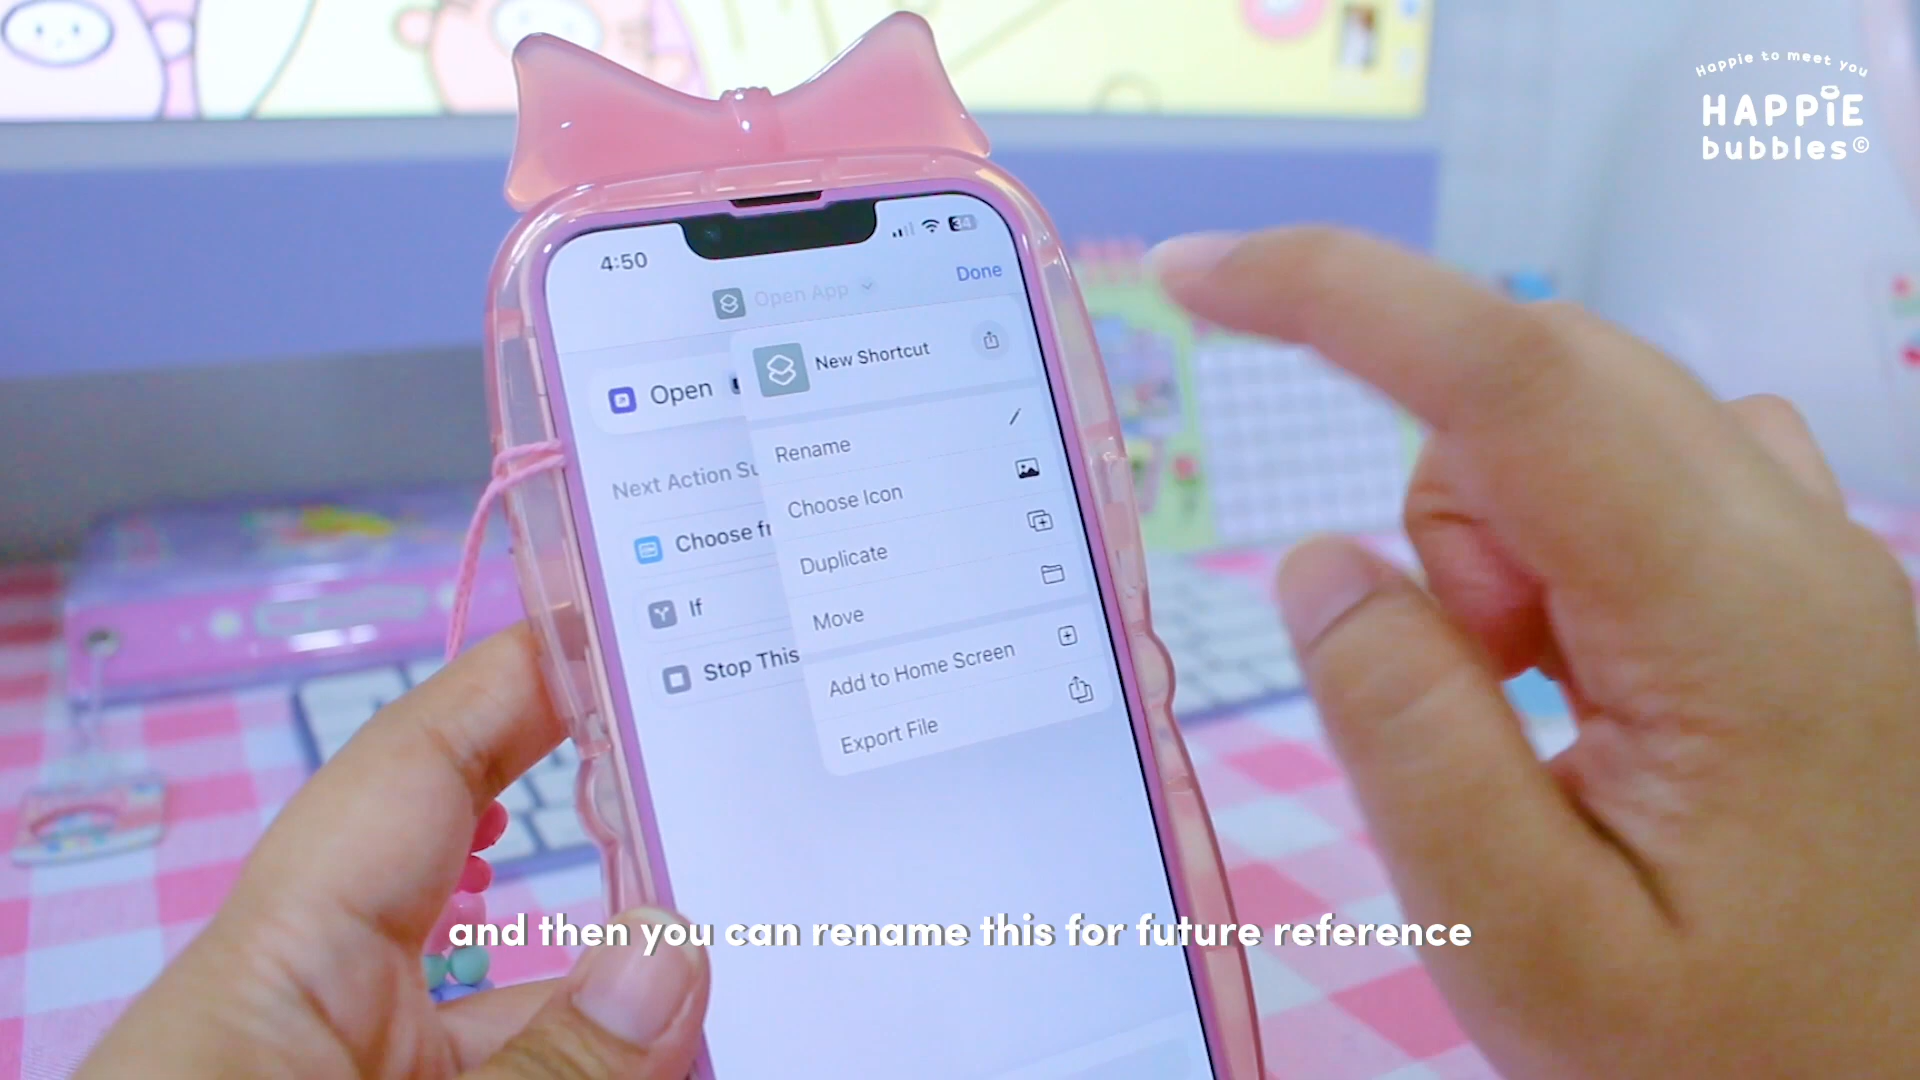 Happie to meet you
HAPPiE
bubbles©
4:50
34
Open App
Done
New Shortcut
Open
Rename
Next Action Su
Choose Icon
Choose fr
Duplicate
If
Move
Stop This
Add to Home Screen
Export File
and then you can rename this for future reference